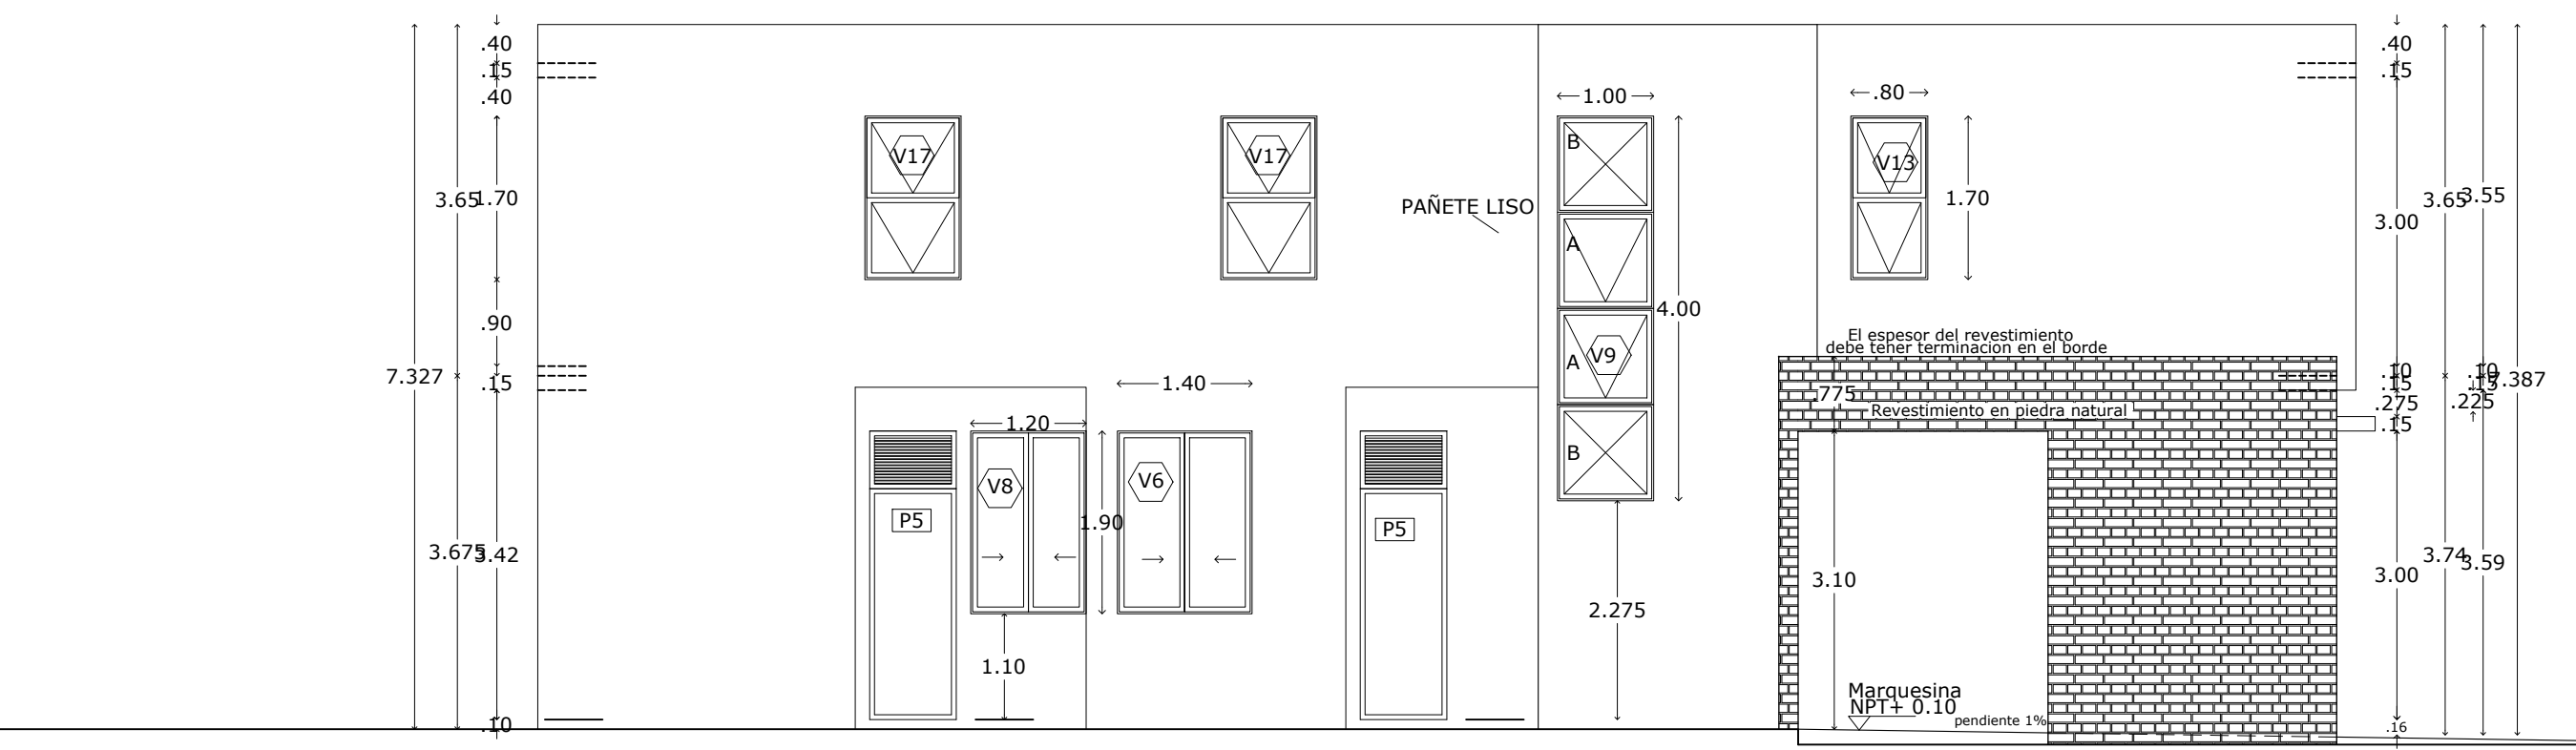 .40
.15
.40
3.65
1.70
.90
7.327
.15
3.675
3.42
.10
V17
V17
PAÑETE LISO
1.00
B
A
A
V9
B
4.00
2.275
.80
V13
1.70
1.20
1.40
V8
V6
1.90
P5
P5
1.10
El espesor del revestimiento
debe tener terminacion en el borde
.775
Revestimiento en piedra natural
3.10
Marquesina
NPT+ 0.10
pendiente 1%
.40
.15
3.65
3.55
3.00
.10
.15
.10
.15
7.387
.275
.225
.15
3.74
3.59
3.00
.16